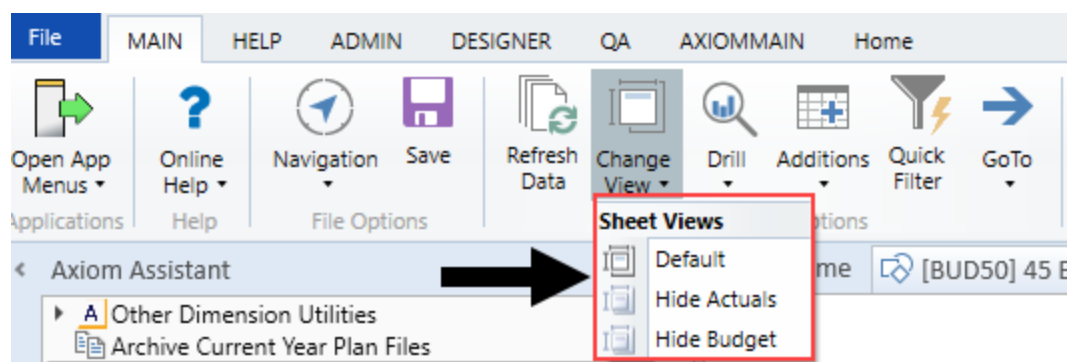 File MAIN HELP ADMIN DESIGNER QA AXIOMMAIN Home
Open App Menus
Online Help
Navigation
Save
Refresh Data
Change View
Drill
Additions
Quick Filter
GoTo
Applications Help File Options
Sheet Views
Default
Hide Actuals
Hide Budget
Axiom Assistant
[BUD50] 45
Other Dimension Utilities
Archive Current Year Plan Files